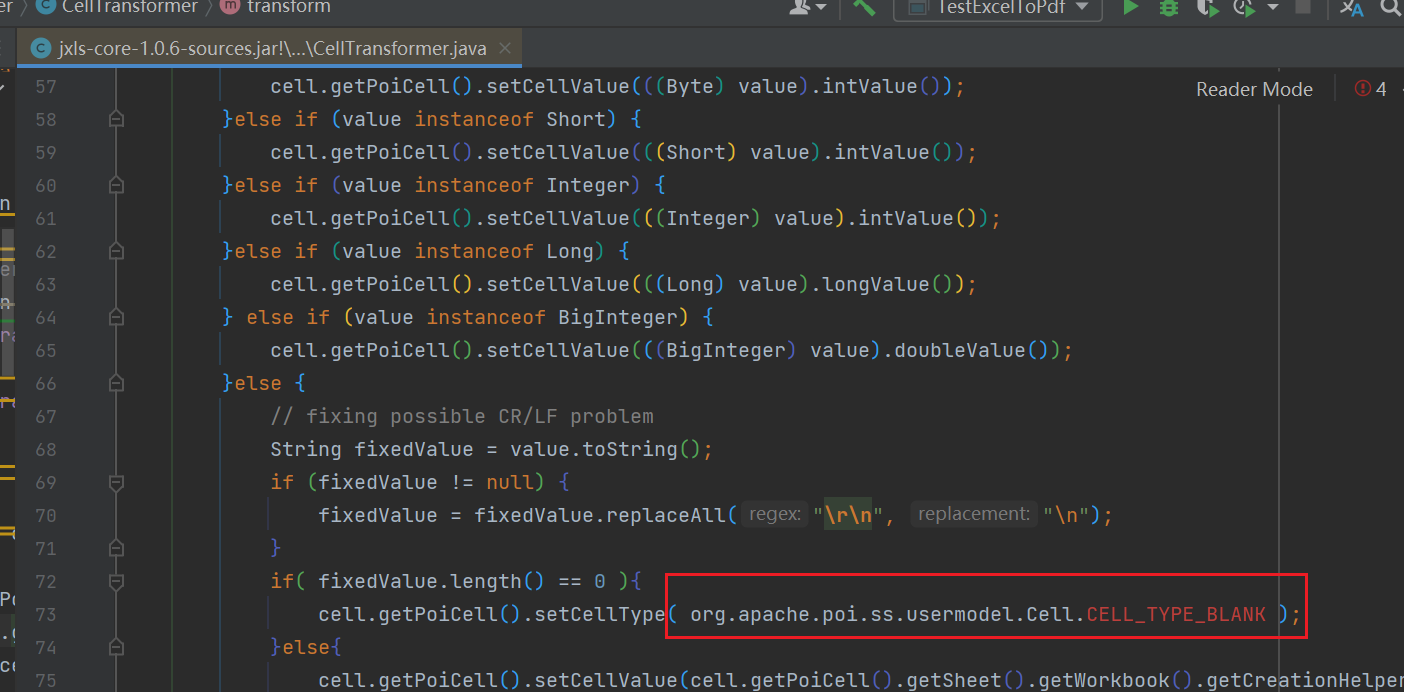 er CellTransformer m transform TestExcelToPdf
C jxls-core-1.0.6-sources.jar!\...\CellTransformer.java
Reader Mode 4
57 cell.getPoiCell().setCellValue(((Byte) value).intValue());
58 }else if (value instanceof Short) {
59 cell.getPoiCell().setCellValue(((Short) value).intValue());
60 }else if (value instanceof Integer) {
61 cell.getPoiCell().setCellValue(((Integer) value).intValue());
62 }else if (value instanceof Long) {
63 cell.getPoiCell().setCellValue(((Long) value).longValue());
64 } else if (value instanceof BigInteger) {
65 cell.getPoiCell().setCellValue(((BigInteger) value).doubleValue());
66 }else {
67 // fixing possible CR/LF problem
68 String fixedValue = value.toString();
69 if (fixedValue != null) {
70 fixedValue = fixedValue.replaceAll( regex: "\r\n", replacement: "\n");
71 }
72 if( fixedValue.length() == 0 ){
73 cell.getPoiCell().setCellType( org.apache.poi.ss.usermodel.Cell.CELL_TYPE_BLANK );
74 }else{
75 cell.getPoiCell().setCellValue(cell.getPoiCell().getSheet().getWorkbook().getCreationHelper